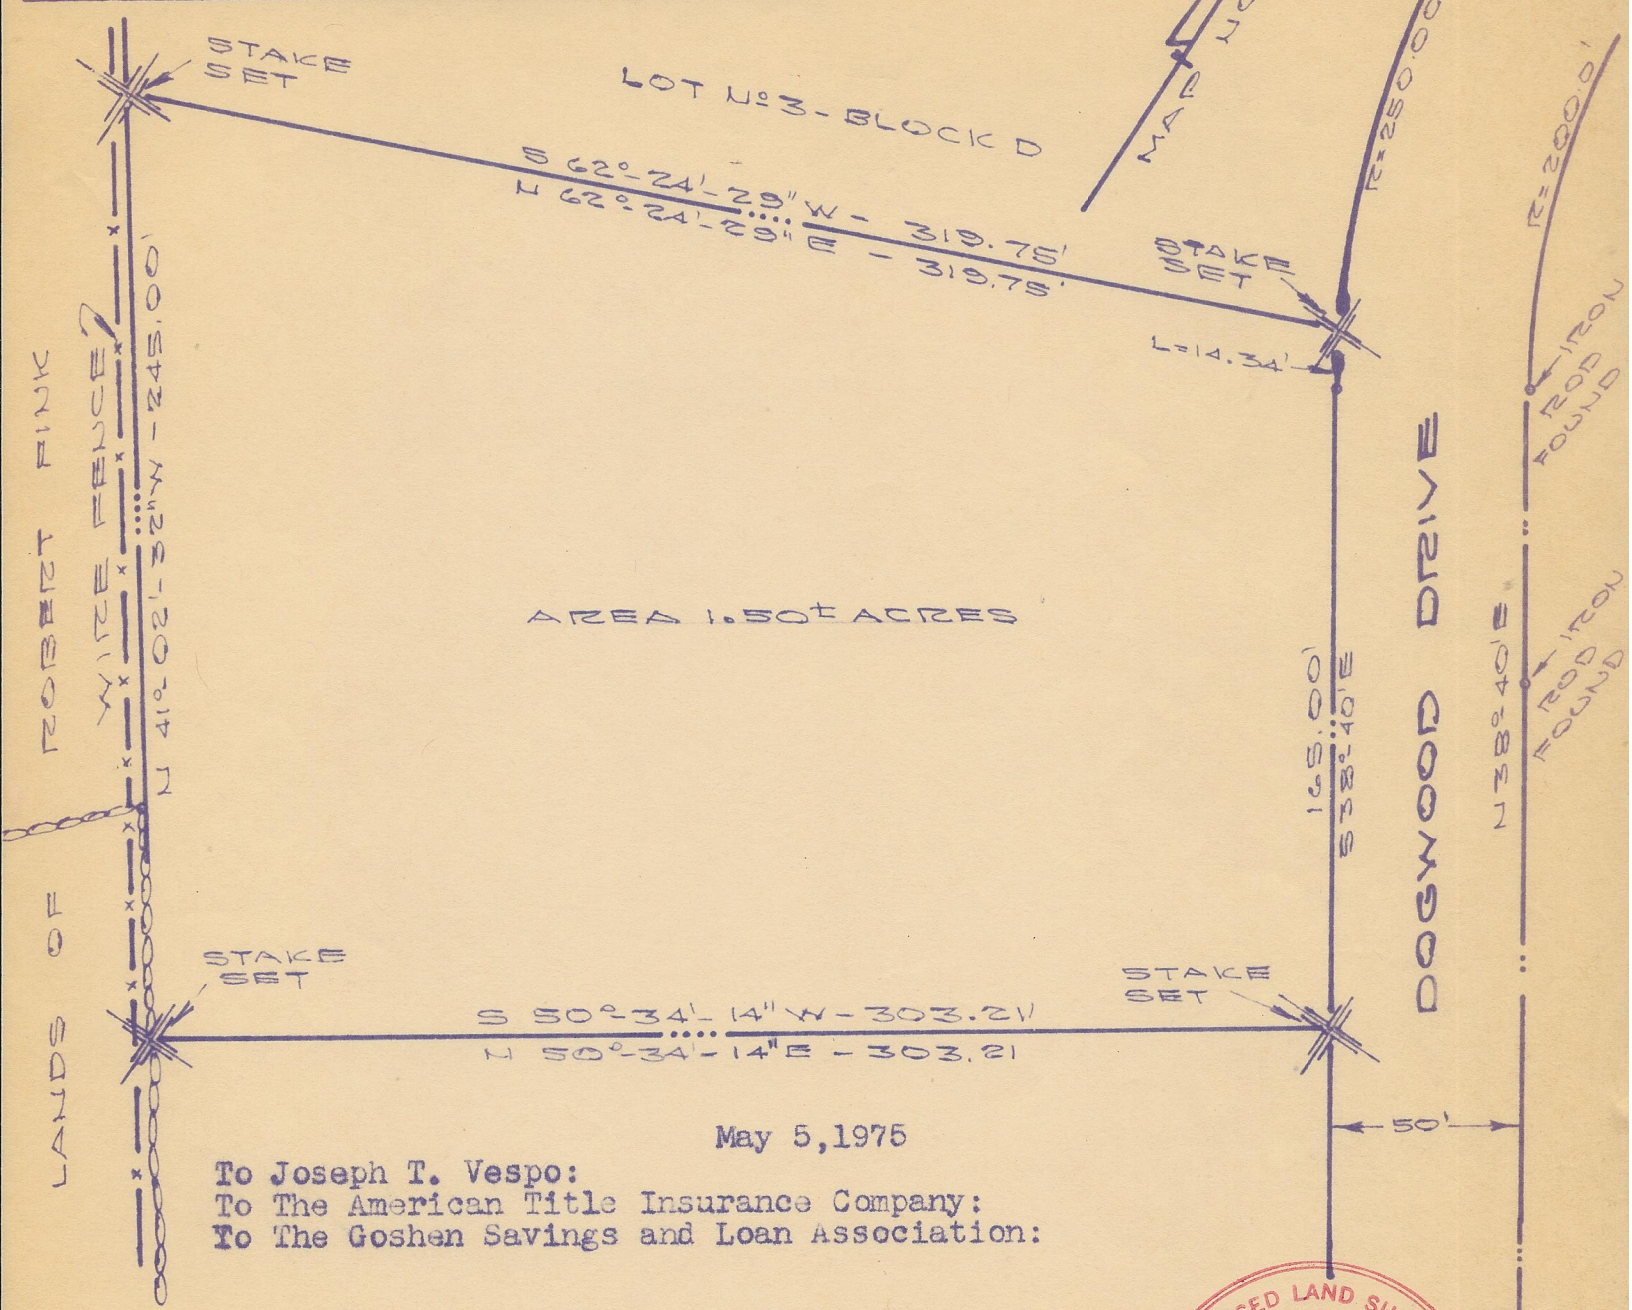 STAKE
SET
LOT Nº 3 - BLOCK D
MAP
R=250.00
R=200.0'
S 62°-24'-29" W - 319.75'
N 62°-24'-29" E - 319.75'
STAKE
SET
L=14.34'
IRON
ROD
FOUND
LANDS OF ROBERT FINK
WIRE FENCE
N 41°-02'-32" W - 245.00'
AREA 1.50± ACRES
165.00'
S 38°-40' E
DOGWOOD DRIVE
N 38°-40' E
IRON
ROD
FOUND
STAKE
SET
STAKE
SET
S 50°-34'-14" W - 303.21'
N 50°-34'-14" E - 303.21
50'
May 5,1975
To Joseph T. Vespo:
To The American Title Insurance Company:
To The Goshen Savings and Loan Association:
SED LAND SU